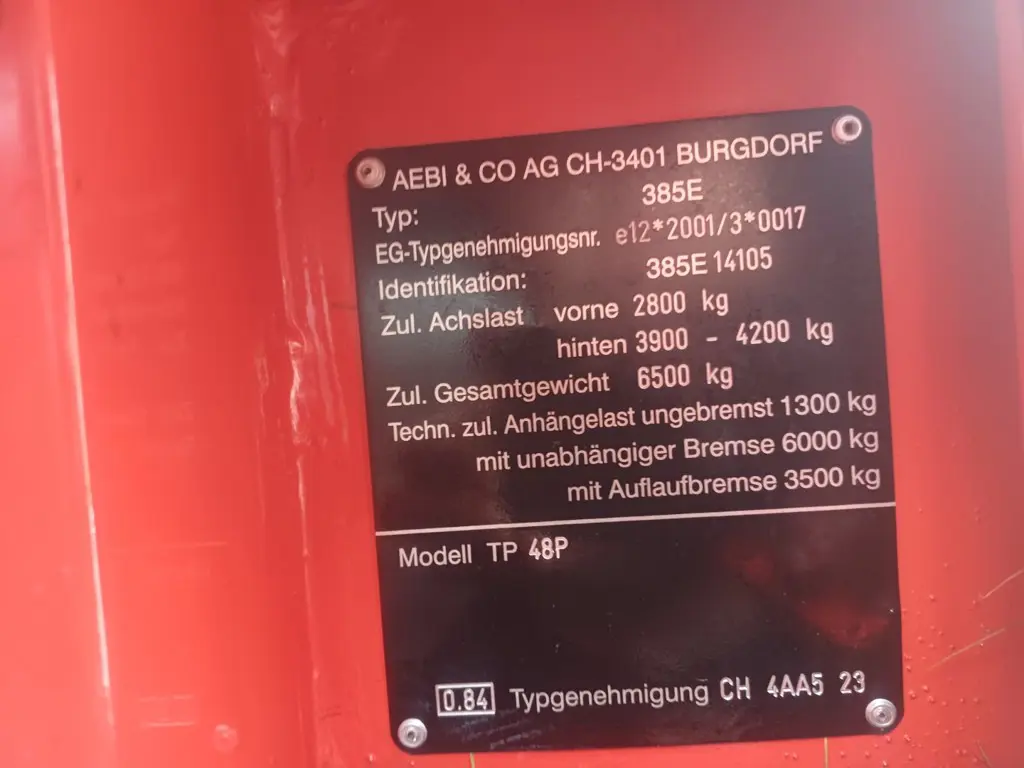 AEBI & CO AG CH-3401 BURGDORF
Typ: 385E
EG-Typgenehmigungsnr. e12*2001/3*0017
Identifikation: 385E 14105
Zul. Achslast vorne 2800 kg
hinten 3900 - 4200 kg
Zul. Gesamtgewicht 6500 kg
Techn. zul. Anhängelast ungebremst 1300 kg
mit unabhängiger Bremse 6000 kg
mit Auflaufbremse 3500 kg
Modell TP 48P
0.84 Typgenehmigung CH 4AA5 23